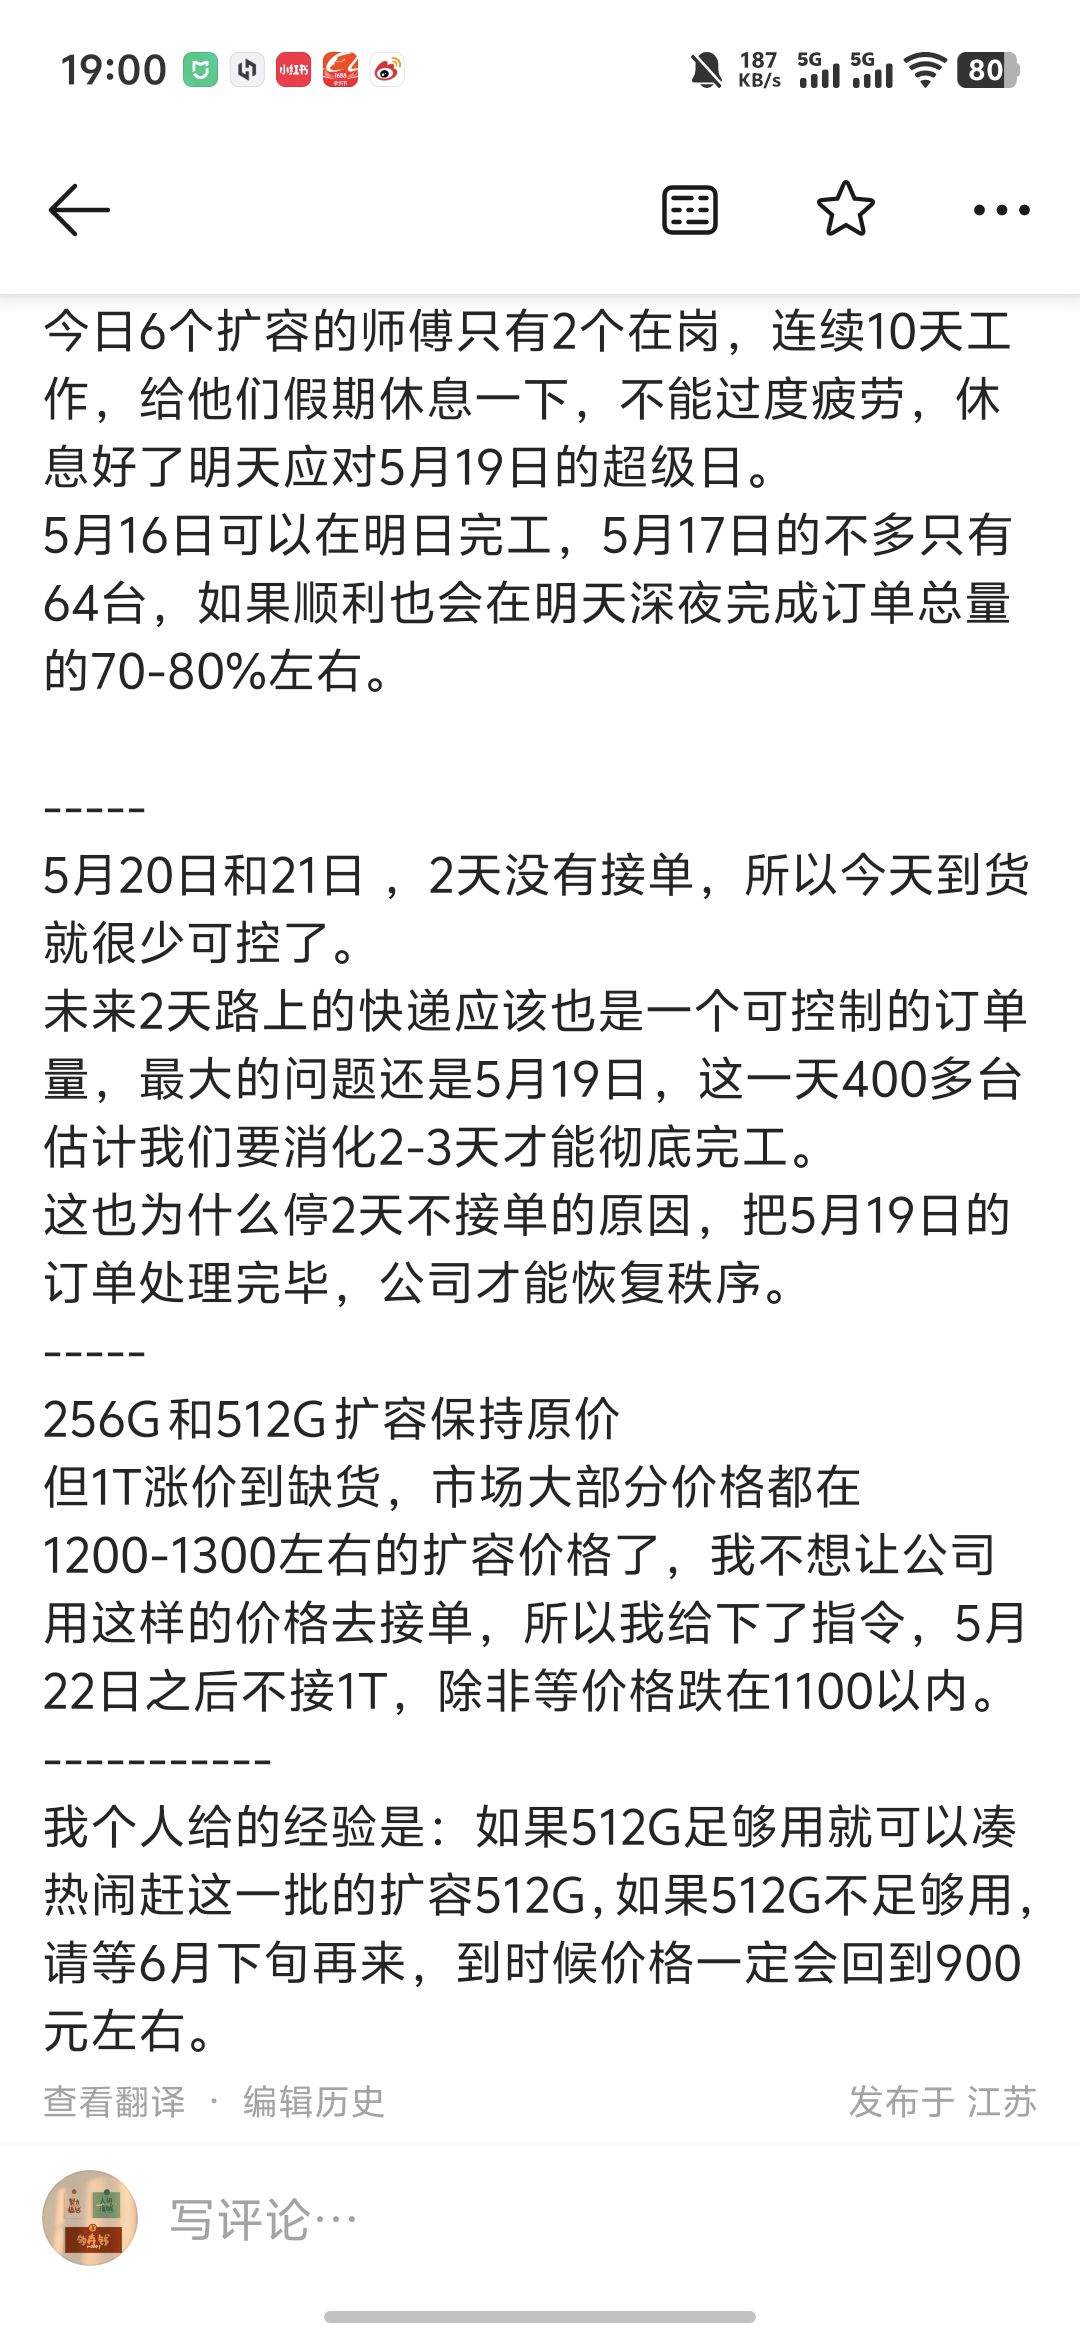 19:00
小红书
1688
187
KB/s
5G
5G
80
今日6个扩容的师傅只有2个在岗，连续10天工
作，给他们假期休息一下，不能过度疲劳，休
息好了明天应对5月19日的超级日。
5月16日可以在明日完工，5月17日的不多只有
64台，如果顺利也会在明天深夜完成订单总量
的70-80%左右。
-----
5月20日和21日 ，2天没有接单，所以今天到货
就很少可控了。
未来2天路上的快递应该也是一个可控制的订单
量，最大的问题还是5月19日，这一天400多台
估计我们要消化2-3天才能彻底完工。
这也为什么停2天不接单的原因，把5月19日的
订单处理完毕，公司才能恢复秩序。
-----
256G和512G扩容保持原价
但1T涨价到缺货，市场大部分价格都在
1200-1300左右的扩容价格了，我不想让公司
用这样的价格去接单，所以我给下了指令，5月
22日之后不接1T，除非等价格跌在1100以内。
-----------
我个人给的经验是：如果512G足够用就可以凑
热闹赶这一批的扩容512G,如果512G不足够用，
请等6月下旬再来，到时候价格一定会回到900
元左右。
查看翻译 · 编辑历史
发布于 江苏
写评论…